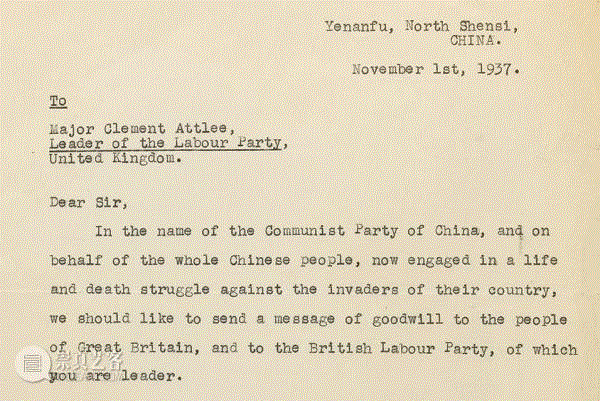 Yenanfu, North Shensi,
CHINA.
November 1st, 1937.
To
Major Clement Attlee,
Leader of the Labour Party,
United Kingdom.
Dear Sir,
In the name of the Communist Party of China, and on
behalf of the whole Chinese people, now engaged in a life
and death struggle against the invaders of their country,
we should like to send a message of goodwill to the people
of Great Britain, and to the British Labour Party, of which
you are leader.